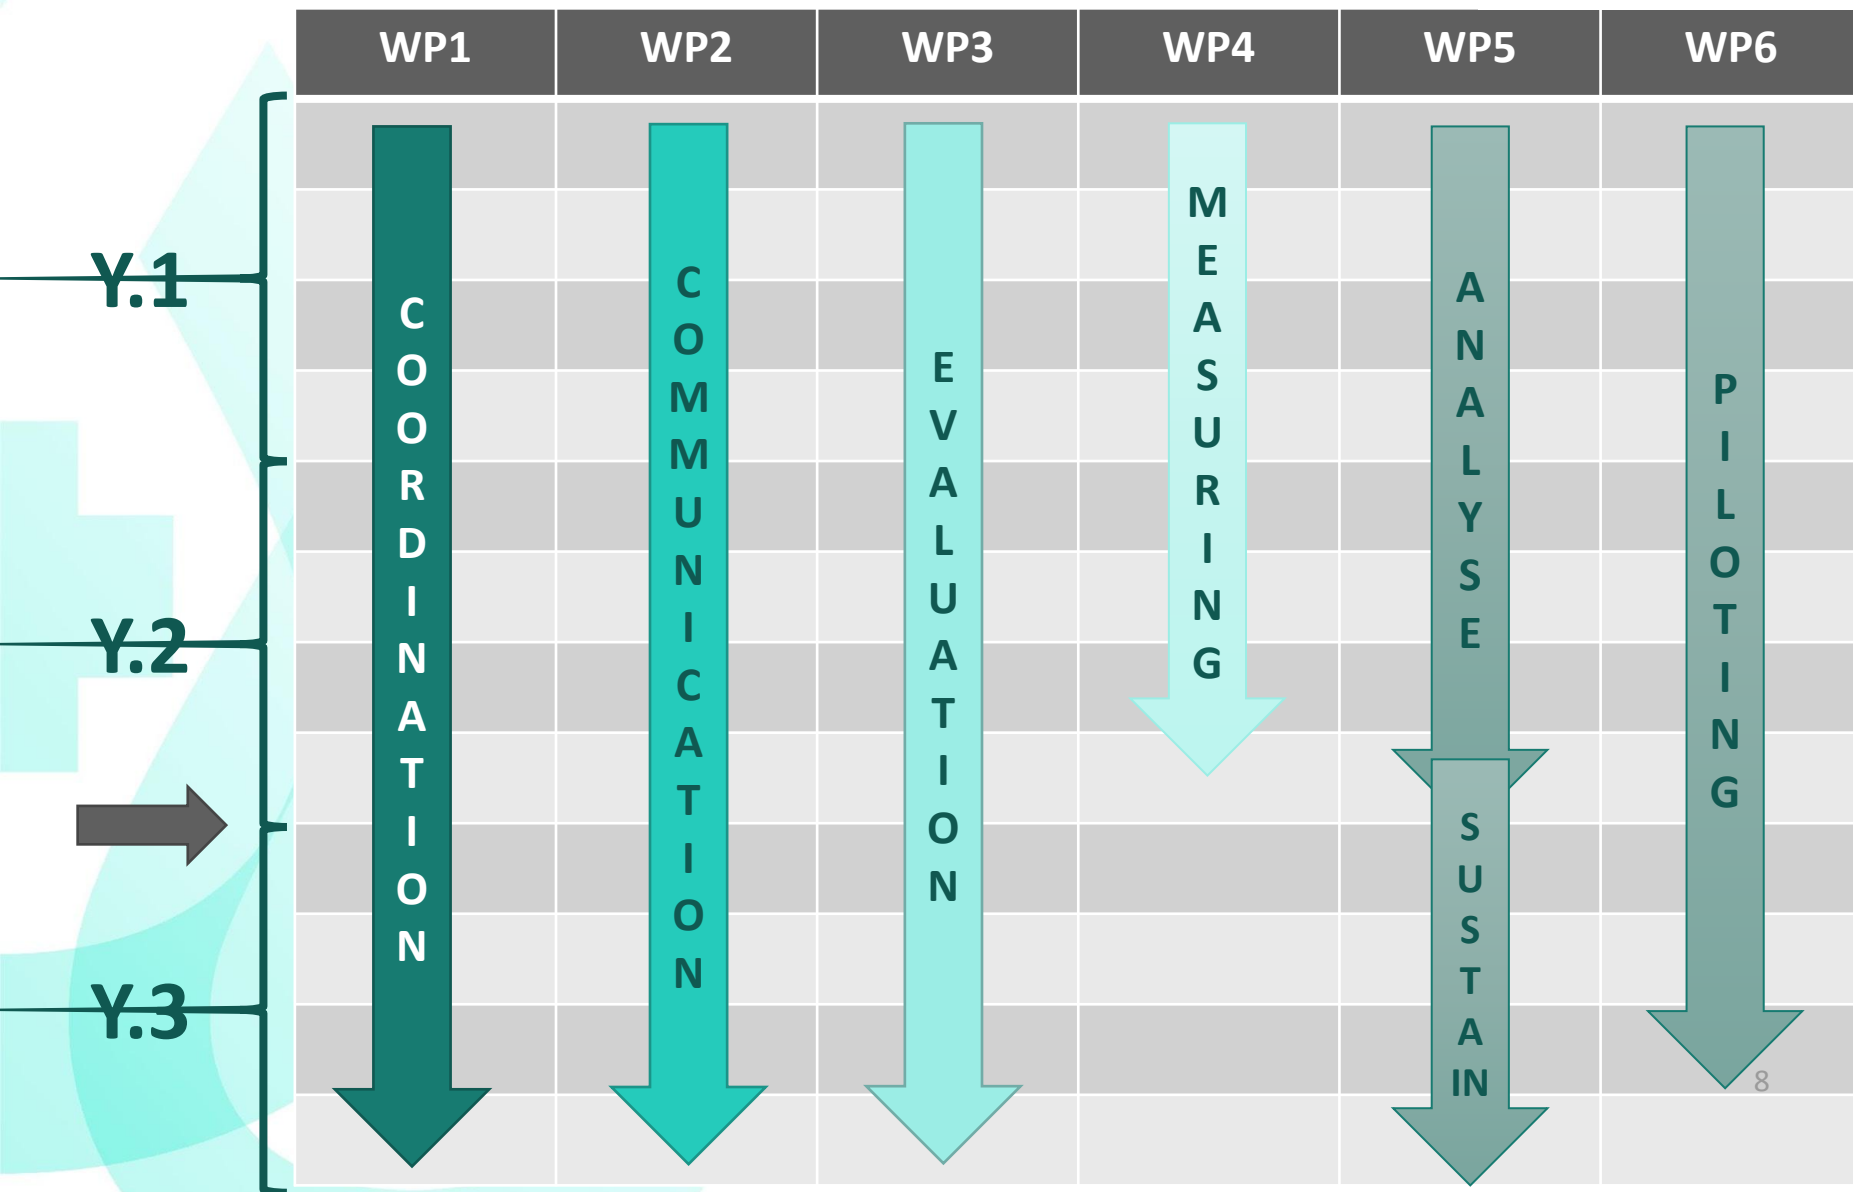 WP1 WP2 WP3 WP4 WP5 WP6
Y.1
Y.2
Y.3
COORDINATION
COMMUNICATION
EVALUATION
MEASURING
ANALYSE
SUSTAIN
PILOTING
8